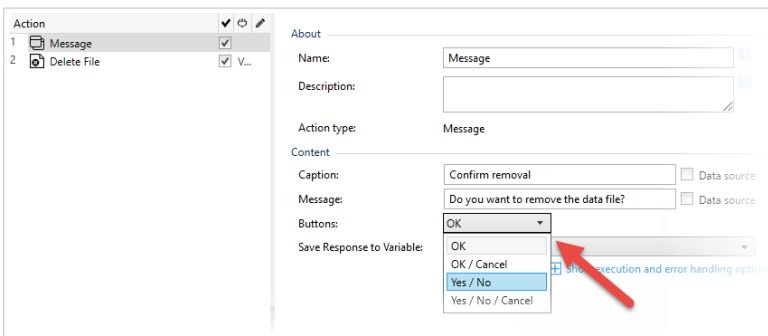 Action
1 Message
2 Delete File V...
About
Name: Message
Description:
Action type: Message
Content
Caption: Confirm removal Data source
Message: Do you want to remove the data file? Data source
Buttons: OK
Save Response to Variable: OK
OK / Cancel
execution and error handling option
Yes / No
Yes / No / Cancel